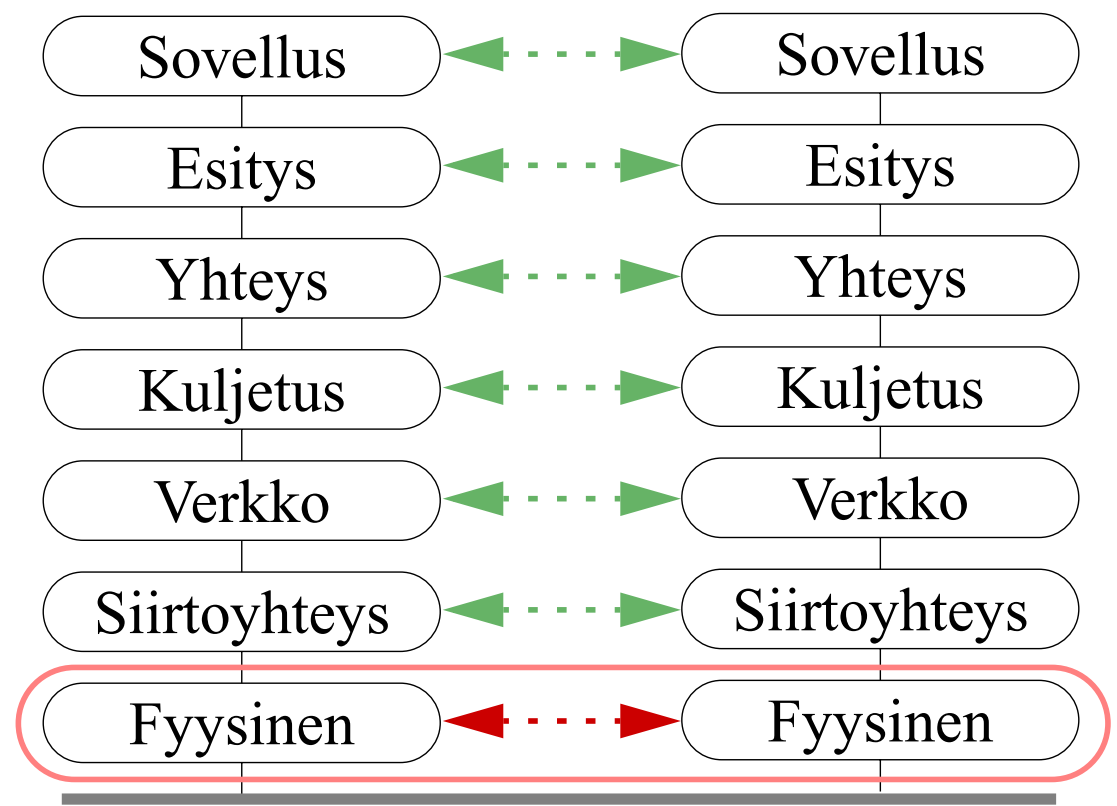 Sovellus Sovellus
Esitys Esitys
Yhteys Yhteys
Kuljetus Kuljetus
Verkko Verkko
Siirtoyhteys Siirtoyhteys
Fyysinen Fyysinen